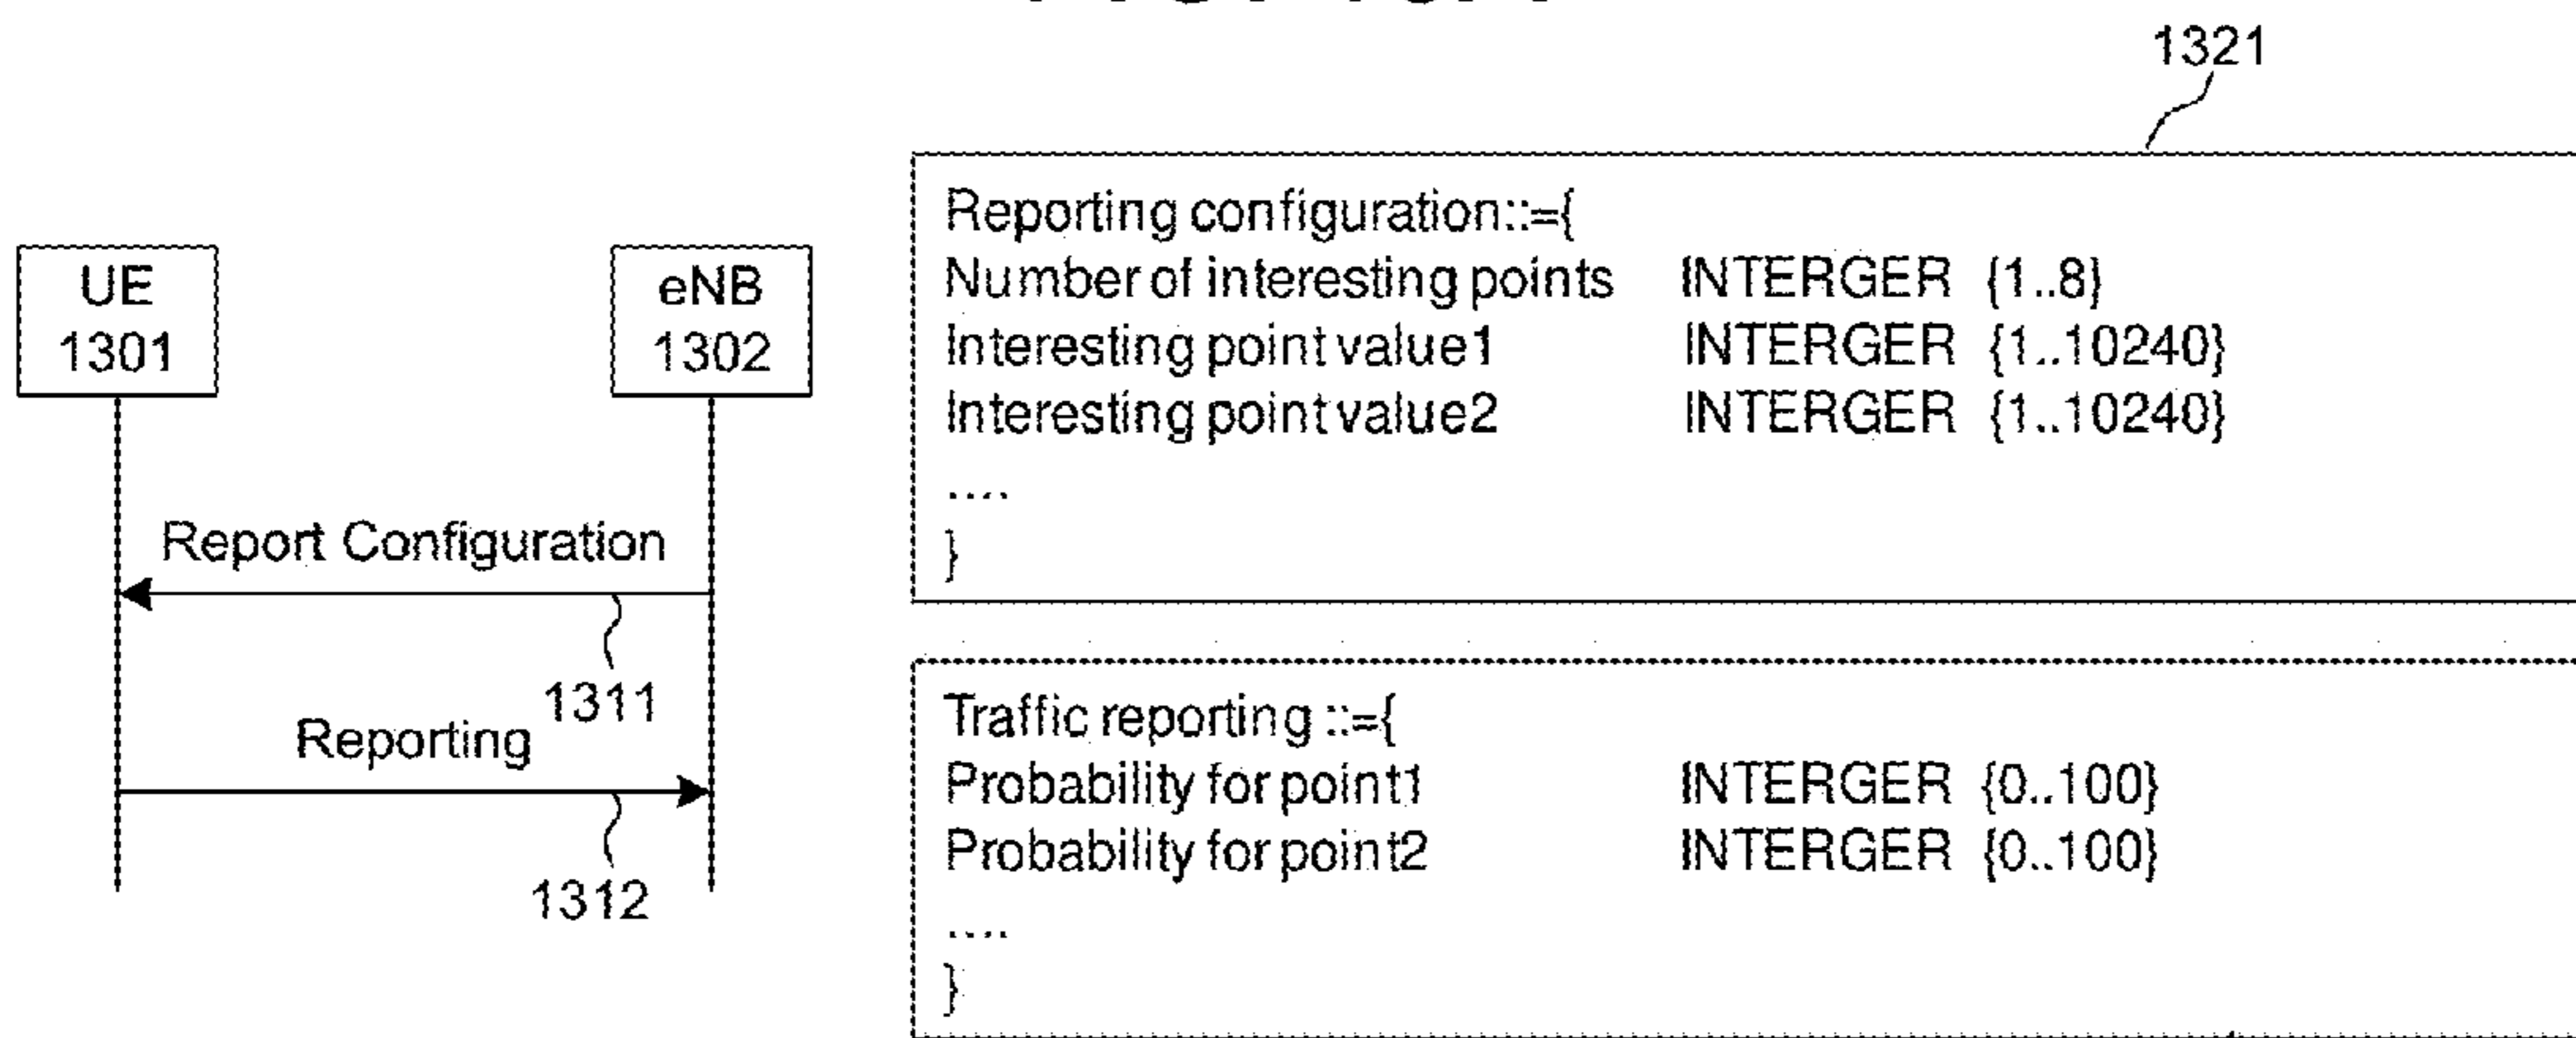 1321
UE
1301
eNB
1302
Report Configuration
1311
Reporting
1312
Reporting configuration::={
Number of interesting points INTERGER {1..8}
Interesting point value1 INTERGER {1..10240}
Interesting point value2 INTERGER {1..10240}
....
}
Traffic reporting ::={
Probability for point1 INTERGER {0..100}
Probability for point2 INTERGER {0..100}
....
}